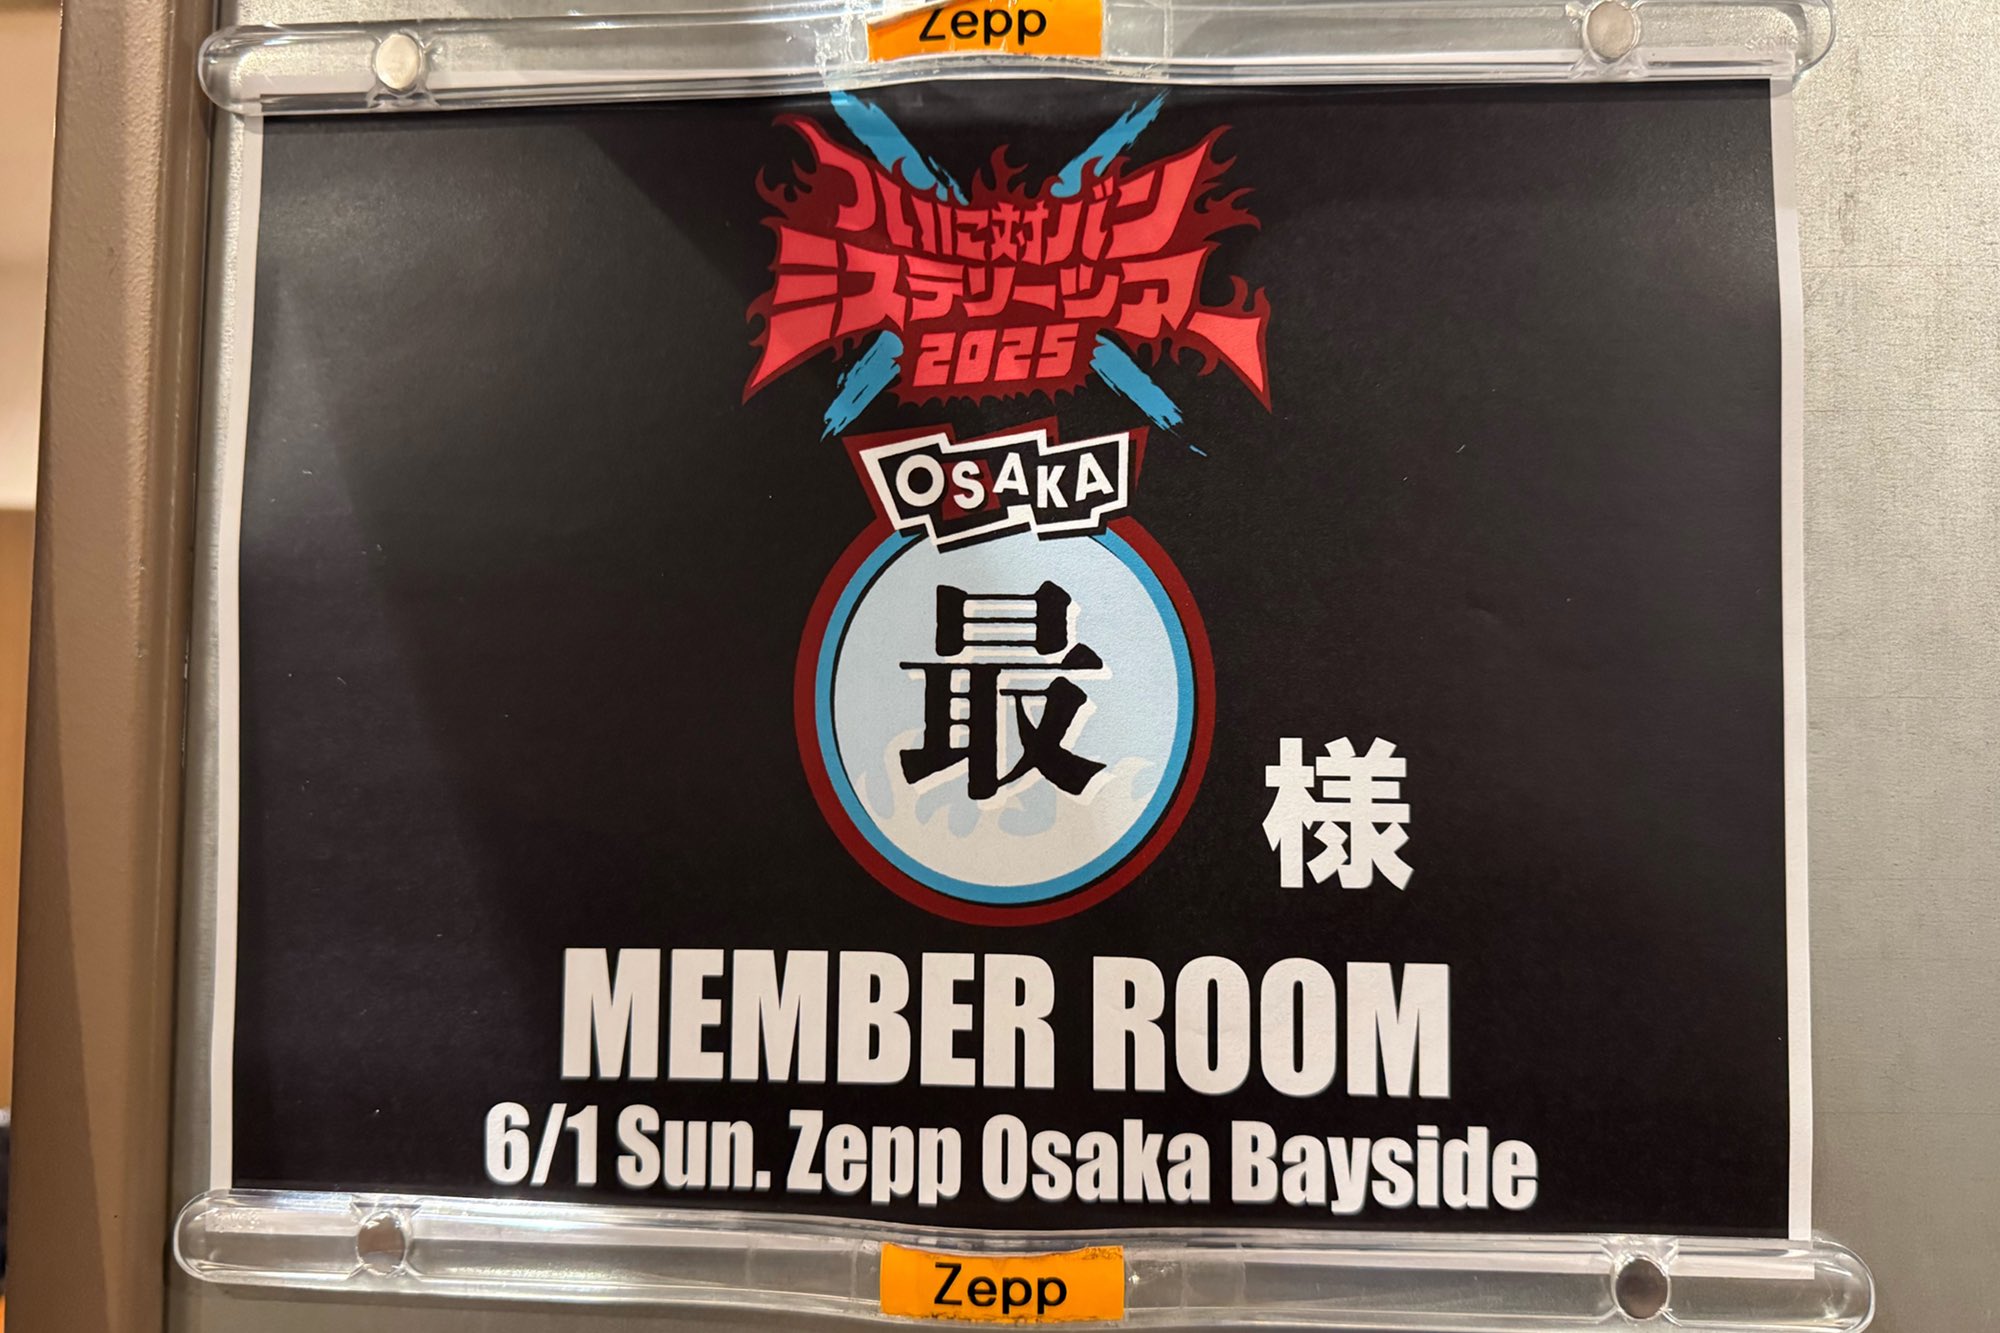 Zepp
ついに対バン
ミステリーツアー
2025
OSAKA
最
様
MEMBER ROOM
6/1 Sun. Zepp Osaka Bayside
Zepp